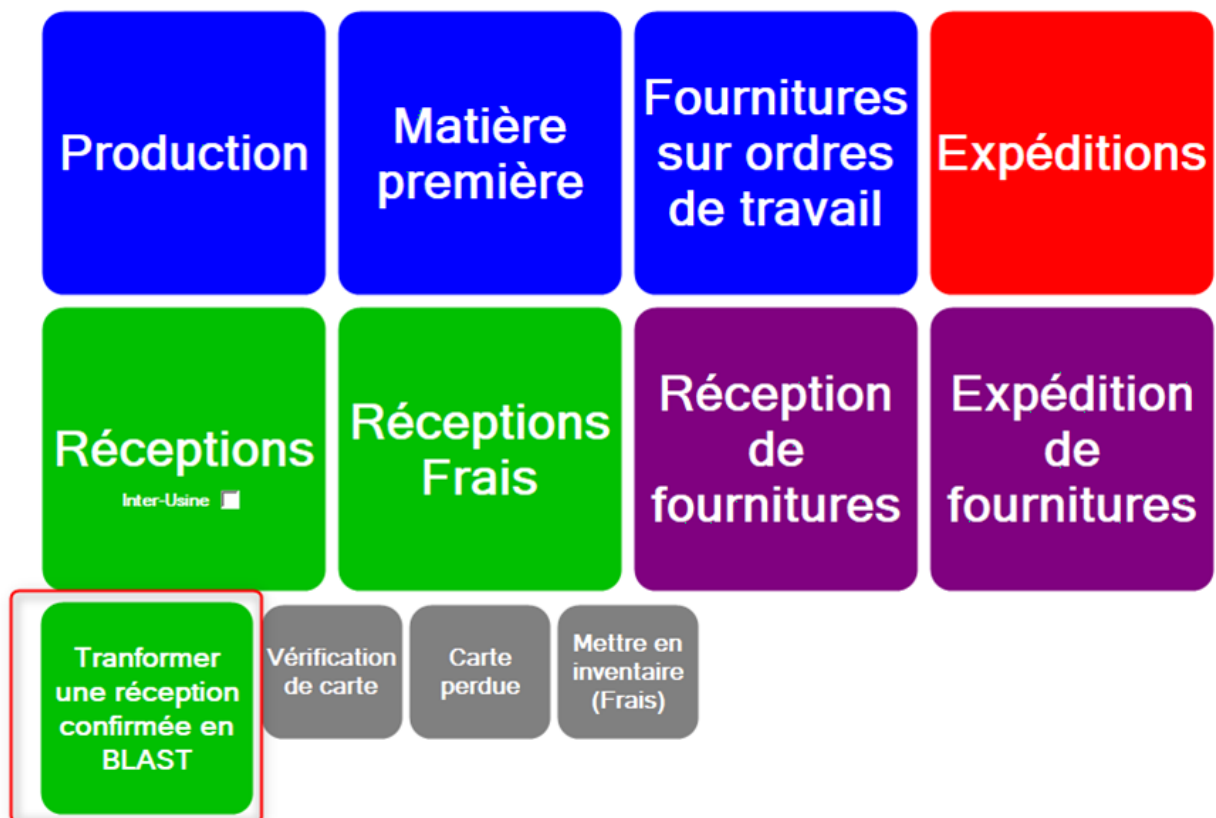 Production
Matière
première
Fournitures
sur ordres
de travail
Expéditions
Réceptions
Inter-Usine
Réceptions
Frais
Réception
de
fournitures
Expédition
de
fournitures
Tranformer
une réception
confirmée en
BLAST
Vérification
de carte
Carte
perdue
Mettre en
inventaire
(Frais)